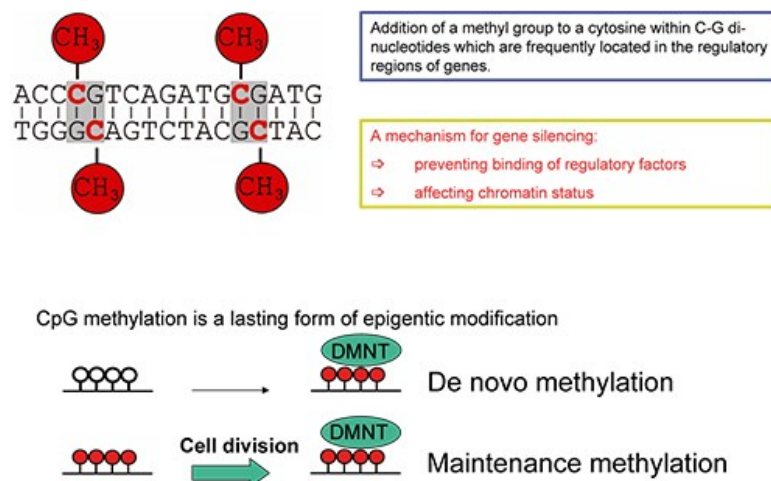 CH3 CH3
Addition of a methyl group to a cytosine within C-G di-
nucleotides which are frequently located in the regulatory
regions of genes.
ACCCGTCAGATGCGATG
TGGGCAGTCTACGCTAC
CH3 CH3
A mechanism for gene silencing:
⇨ preventing binding of regulatory factors
⇨ affecting chromatin status
CpG methylation is a lasting form of epigentic modification
DMNT
De novo methylation
Cell division
DMNT
Maintenance methylation